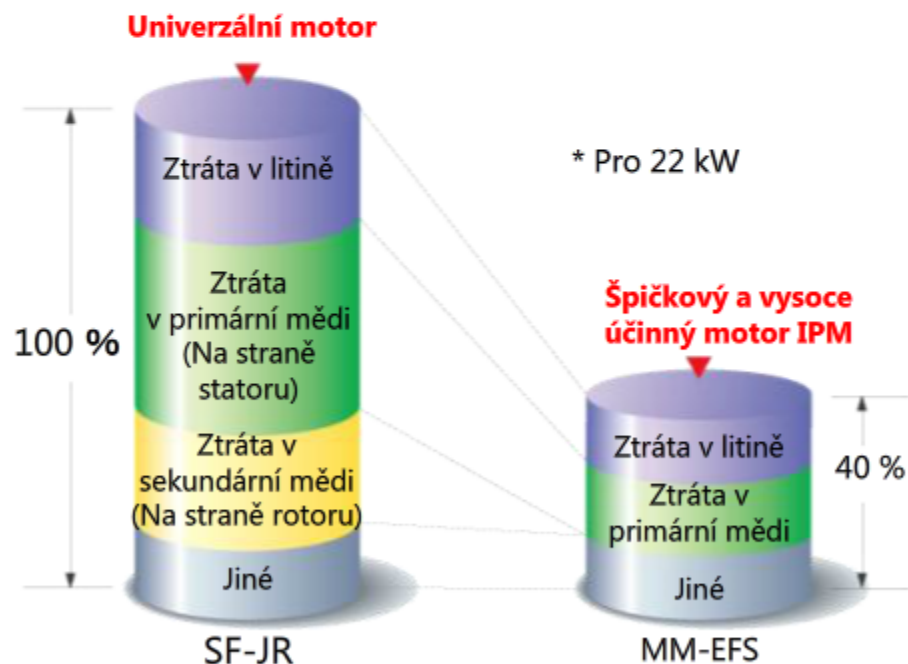 Univerzální motor
100 %
Ztráta v litině
Ztráta
v primární mědi
(Na straně
statoru)
Ztráta v
sekundární mědi
(Na straně rotoru)
Jiné
SF-JR
* Pro 22 kW
Špičkový a vysoce
účinný motor IPM
Ztráta v litině
Ztráta v
primární mědi
Jiné
40 %
MM-EFS